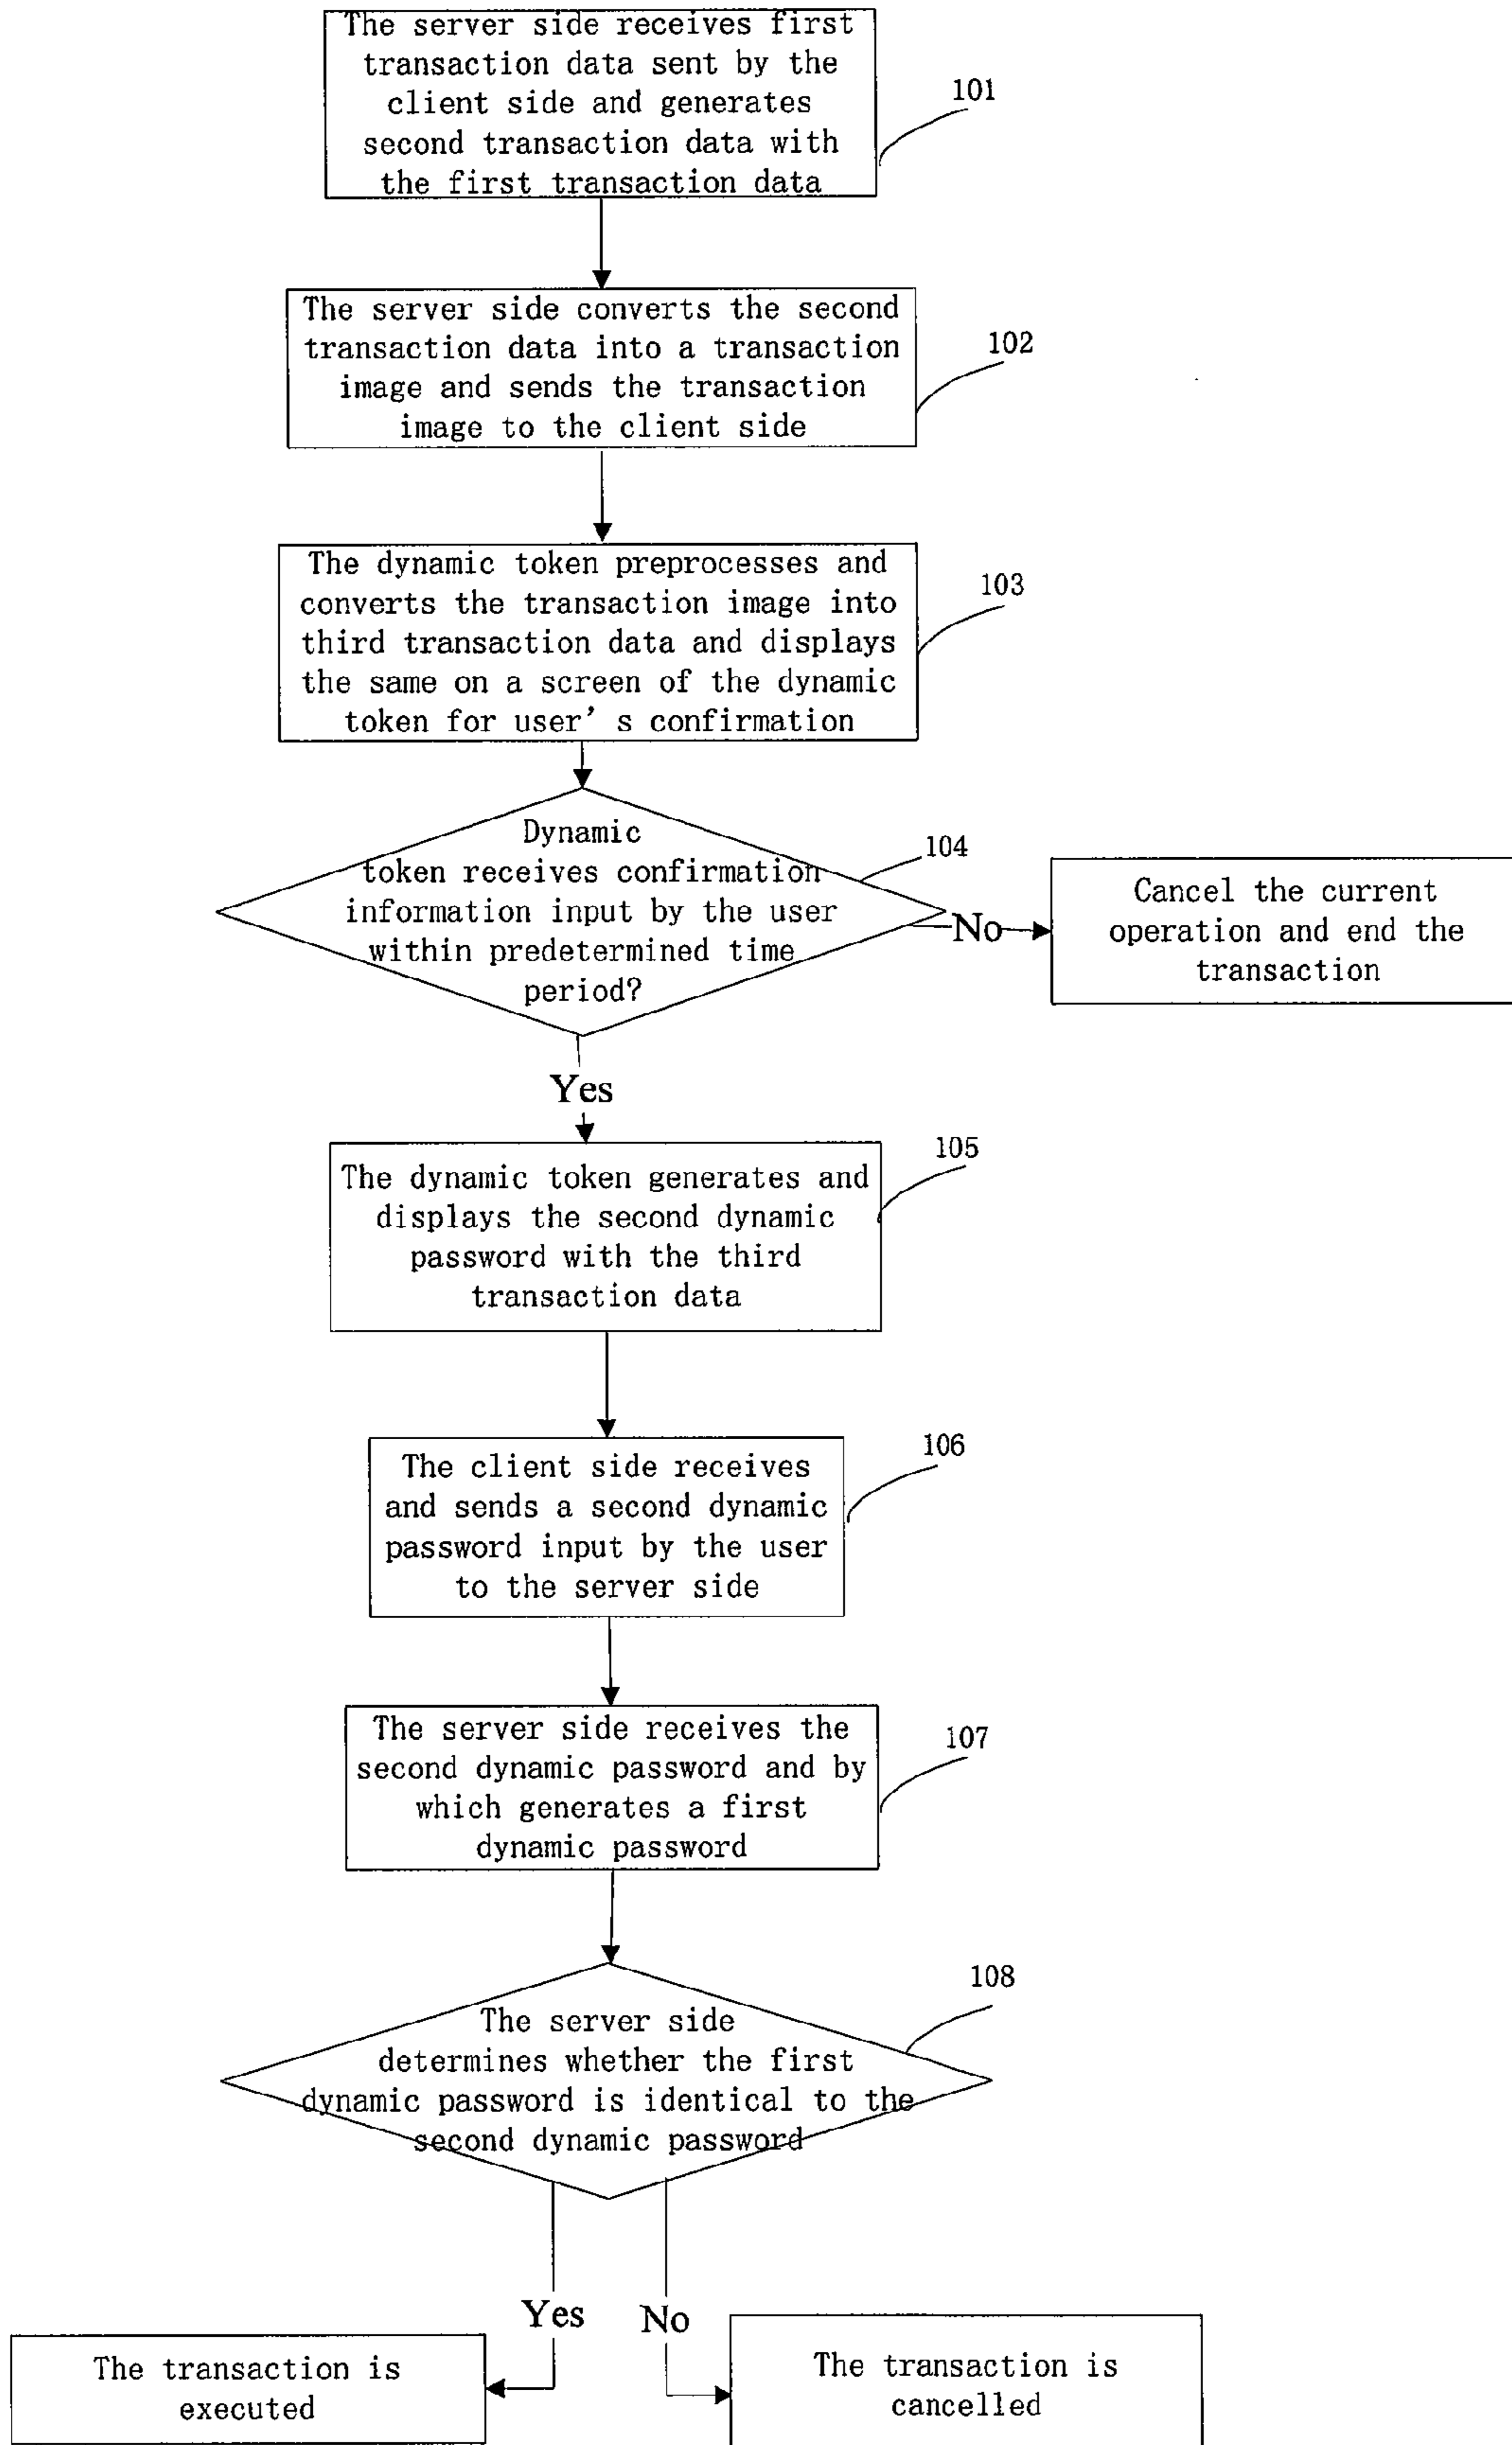 The server side receives first
transaction data sent by the
client side and generates
second transaction data with
the first transaction data
101
The server side converts the second
transaction data into a transaction
image and sends the transaction
image to the client side
102
The dynamic token preprocesses and
converts the transaction image into
third transaction data and displays
the same on a screen of the dynamic
token for user' s confirmation
103
Dynamic
token receives confirmation
information input by the user
within predetermined time
period?
104
No
Cancel the current
operation and end the
transaction
Yes
The dynamic token generates and
displays the second dynamic
password with the third
transaction data
105
The client side receives
and sends a second dynamic
password input by the user
to the server side
106
The server side receives the
second dynamic password and by
which generates a first
dynamic password
107
The server side
determines whether the first
dynamic password is identical to the
second dynamic password
108
Yes
No
The transaction is
executed
The transaction is
cancelled